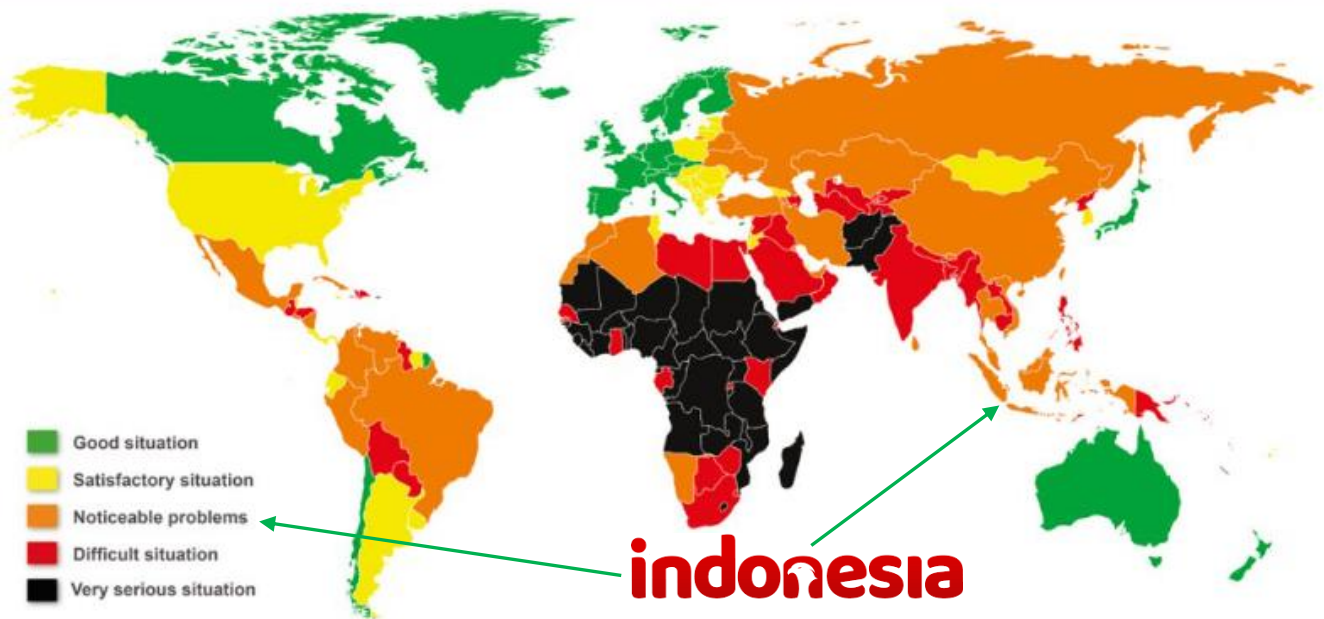 Good situation
Satisfactory situation
Noticeable problems
Difficult situation
Very serious situation
indonesia